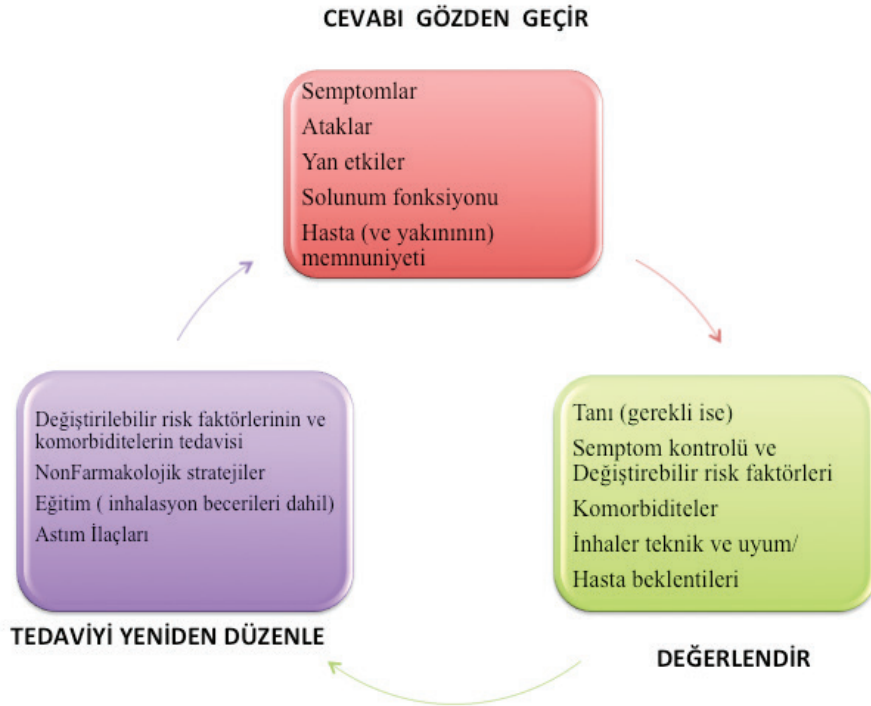 CEVABI GÖZDEN GEÇİR
Semptomlar
Ataklar
Yan etkiler
Solunum fonksiyonu
Hasta (ve yakınının)
memnuniyeti
Tanı (gerekli ise)
Semptom kontrolü ve
Değiştirebilir risk faktörleri
Komorbiditeler
İnhaler teknik ve uyum/
Hasta beklentileri
DEĞERLENDİR
Değiştirilebilir risk faktörlerinin ve
komorbiditelerin tedavisi
NonFarmakolojik stratejiler
Eğitim ( inhalasyon becerileri dahil)
Astım İlaçları
TEDAVİYİ YENİDEN DÜZENLE